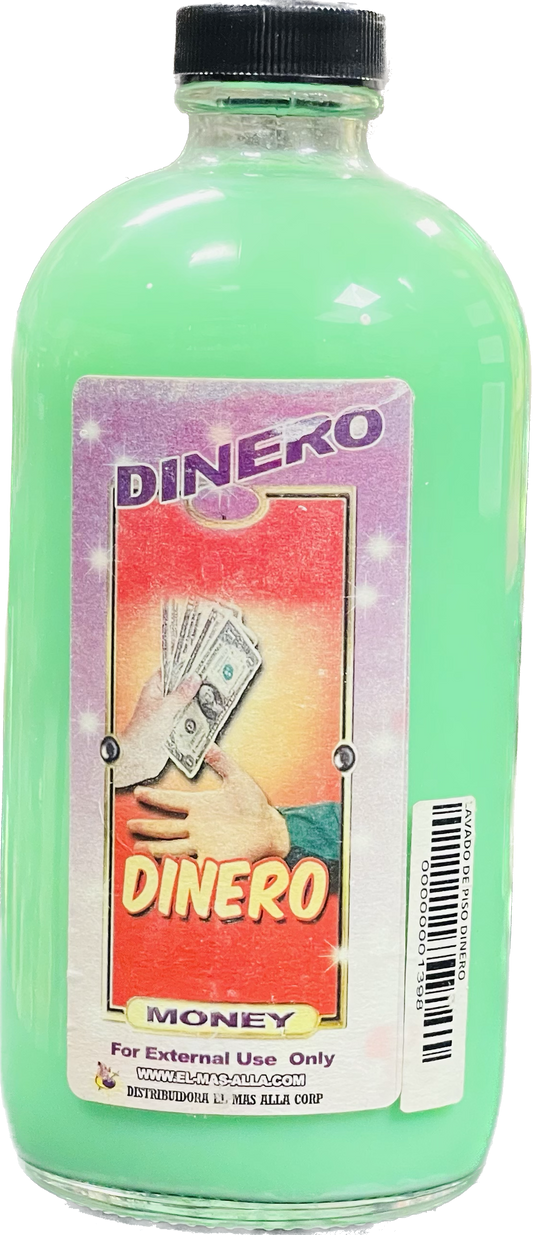 DINERO
DINERO
MONEY
For External Use Only
WWW.EL-MAS-ALLA.COM
DISTRIBUIDORA EL MAS ALLA CORP
LAVADO DE PISO DINERO
00000001398